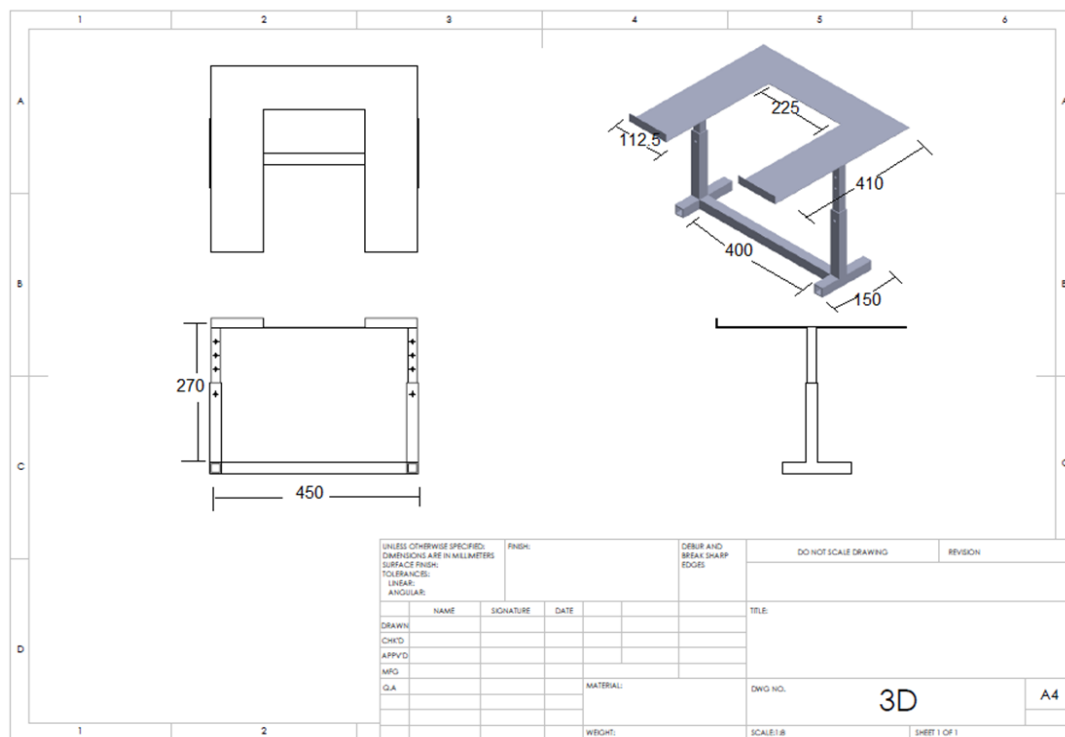 1 2 3 4 5 6
A A
112.5
225
410
400
150
B B
270
450
C C
UNLESS OTHERWISE SPECIFIED:
DIMENSIONS ARE IN MILLIMETERS
SURFACE FINISH:
TOLERANCES:
LINEAR:
ANGULAR:
FINISH:
DEBUR AND
BREAK SHARP
EDGES
DO NOT SCALE DRAWING
REVISION
NAME SIGNATURE DATE
TITLE:
DRAWN
CHK'D
APPV'D
MFG
Q.A
MATERIAL:
DWG NO.
3D
A4
D
WEIGHT:
SCALE:1:8
SHEET 1 OF 1
1 2